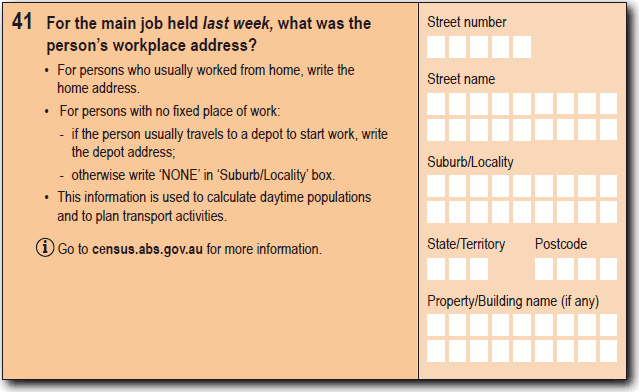 41 For the main job held last week, what was the
person's workplace address?
• For persons who usually worked from home, write the
home address.
• For persons with no fixed place of work:
- if the person usually travels to a depot to start work, write
the depot address;
- otherwise write 'NONE' in 'Suburb/Locality' box.
• This information is used to calculate daytime populations
and to plan transport activities.
i Go to census.abs.gov.au for more information.
Street number
Street name
Suburb/Locality
State/Territory Postcode
Property/Building name (if any)